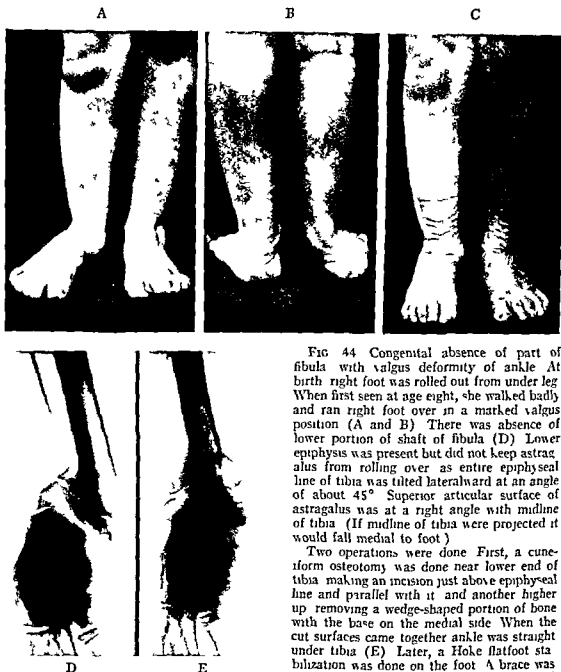 A B C
FIG 44 Congenital absence of part of
fibula with valgus deformity of ankle At
birth right foot was rolled out from under leg
When first seen at age eight, she walked badly
and ran right foot over in a marked valgus
position (A and B) There was absence of
lower portion of shaft of fibula (D) Lower
epiphysis was present but did not keep astrag
alus from rolling over as entire epiphyseal
line of tibia was tilted lateralward at an angle
of about 45° Superior articular surface of
astragalus was at a right angle with midline
of tibia (If midline of tibia were projected it
would fall medial to foot)
Two operations were done First, a cune-
iform osteotomy was done near lower end of
tibia making an incision just above epiphyseal
line and parallel with it and another higher
up removing a wedge-shaped portion of bone
with the base on the medial side When the
cut surfaces came together ankle was straight
under tibia (E) Later, a Hoke flatfoot sta
bilization was done on the foot A brace was
D E